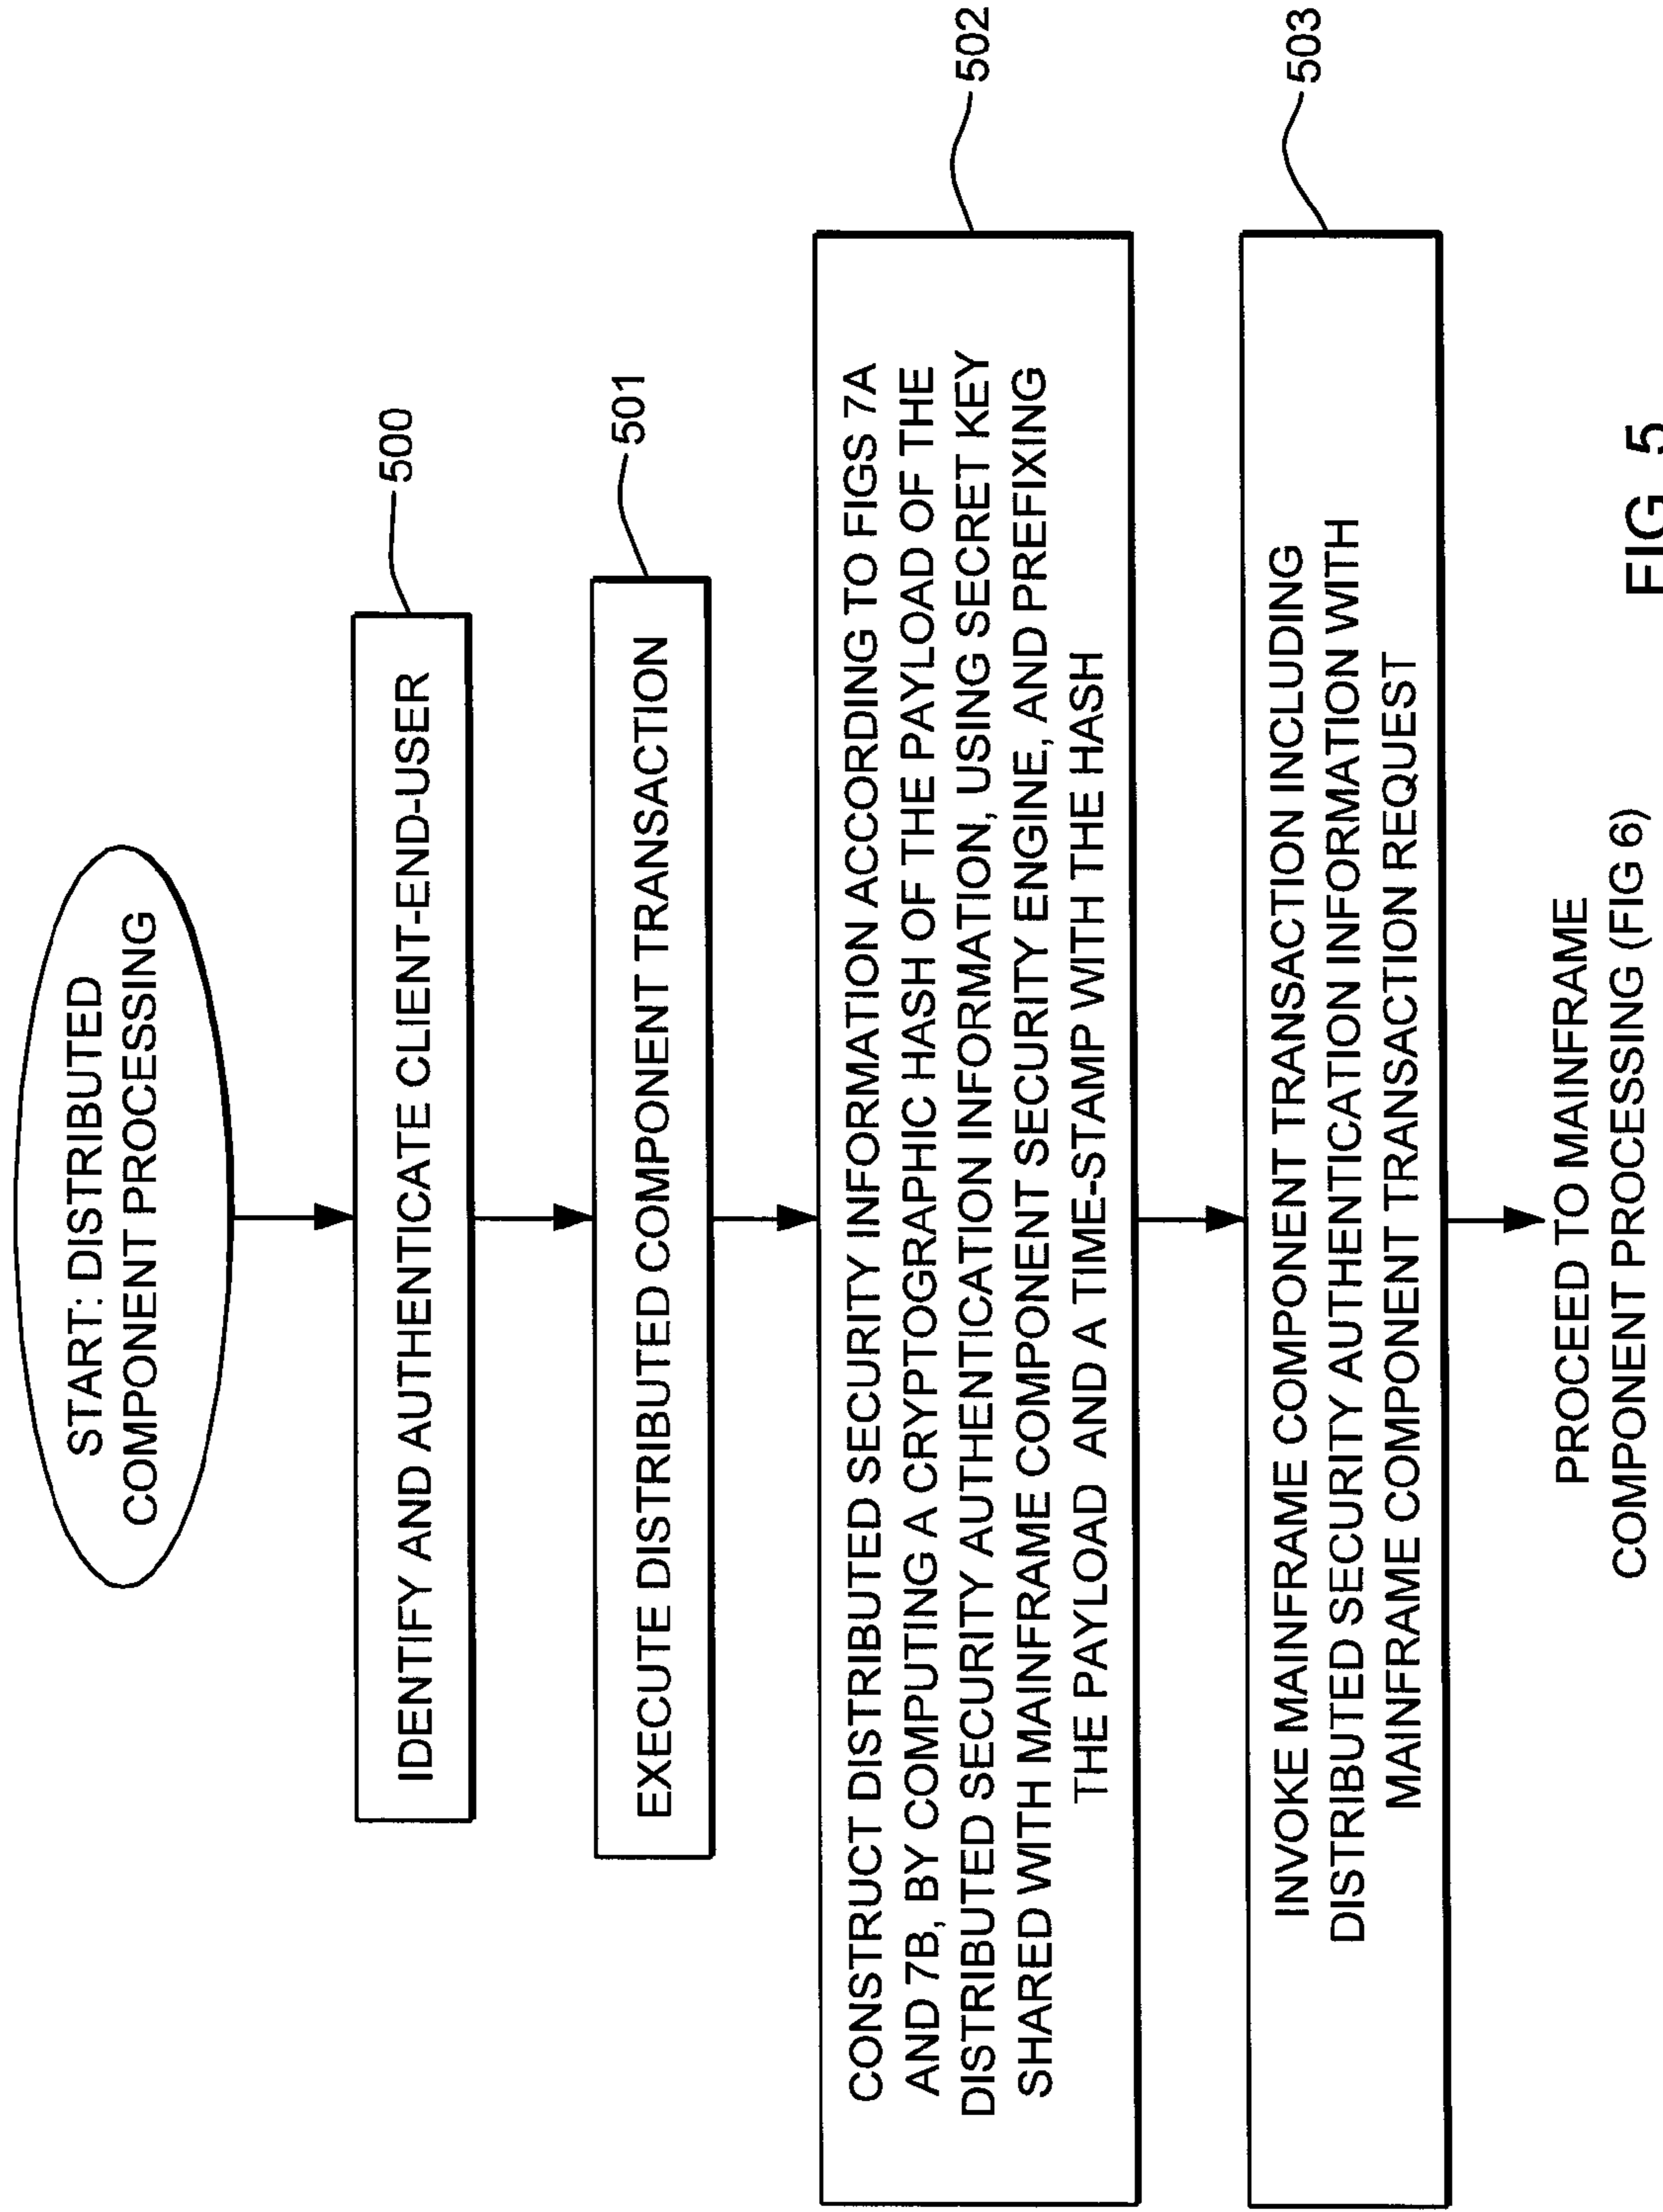 START: DISTRIBUTED
COMPONENT PROCESSING
IDENTIFY AND AUTHENTICATE CLIENT-END-USER
500
EXECUTE DISTRIBUTED COMPONENT TRANSACTION
501
CONSTRUCT DISTRIBUTED SECURITY INFORMATION ACCORDING TO FIGS 7A
AND 7B, BY COMPUTING A CRYPTOGRAPHIC HASH OF THE PAYLOAD OF THE
DISTRIBUTED SECURITY AUTHENTICATION INFORMATION, USING SECRET KEY
SHARED WITH MAINFRAME COMPONENT SECURITY ENGINE, AND PREFIXING
THE PAYLOAD AND A TIME-STAMP WITH THE HASH
502
INVOKE MAINFRAME COMPONENT TRANSACTION INCLUDING
DISTRIBUTED SECURITY AUTHENTICATION INFORMATION WITH
MAINFRAME COMPONENT TRANSACTION REQUEST
503
PROCEED TO MAINFRAME
COMPONENT PROCESSING (FIG 6)
FIG 5